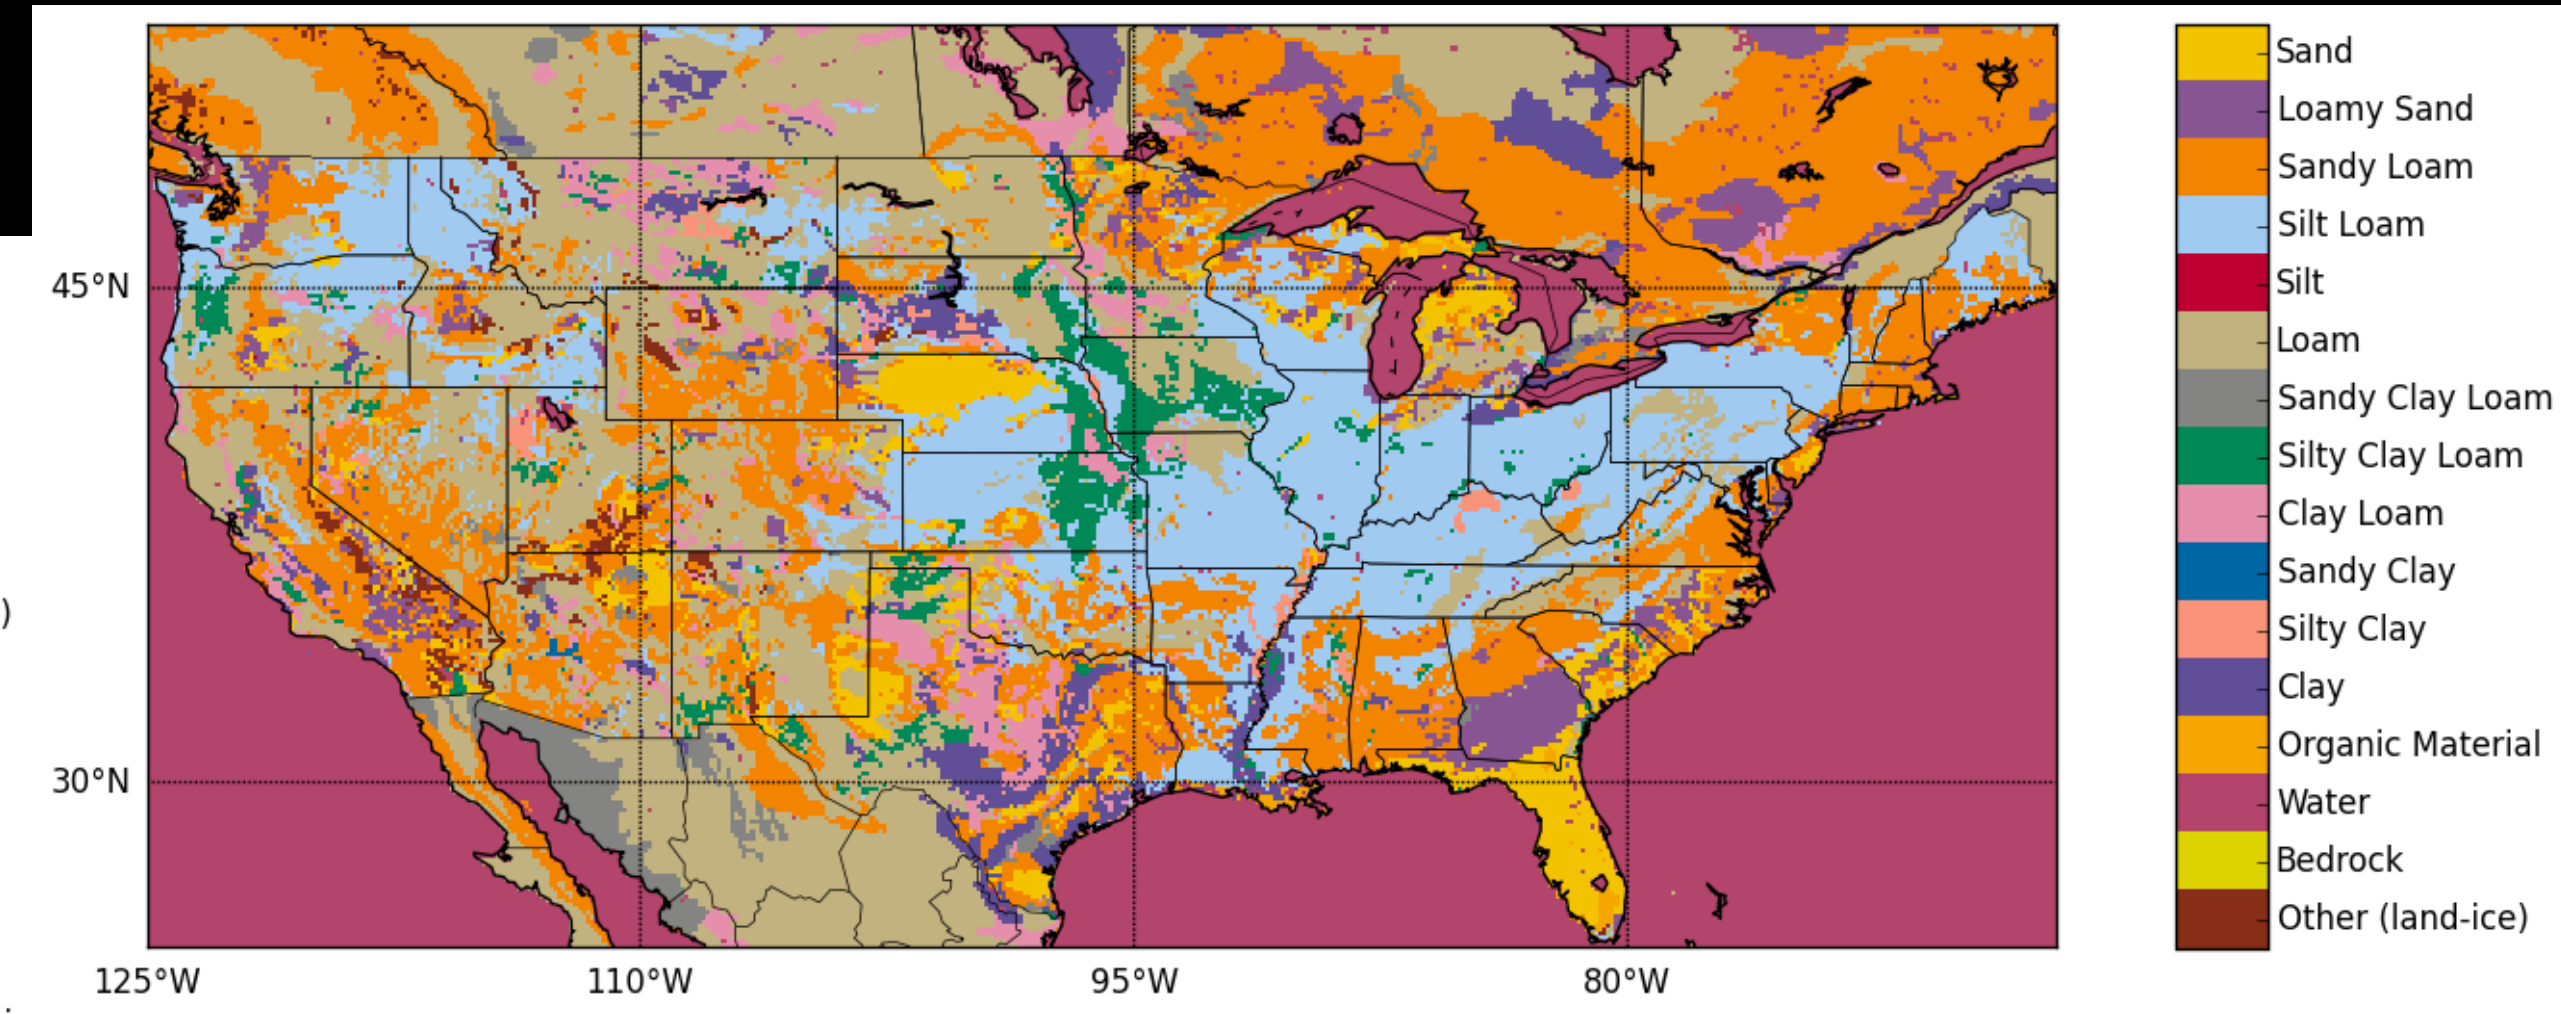 Sand
Loamy Sand
Sandy Loam
Silt Loam
Silt
45°N
Loam
Sandy Clay Loam
Silty Clay Loam
Clay Loam
Sandy Clay
)
Silty Clay
Clay
Organic Material
30°N
Water
Bedrock
Other (land-ice)
125°W 110°W 95°W 80°W
.